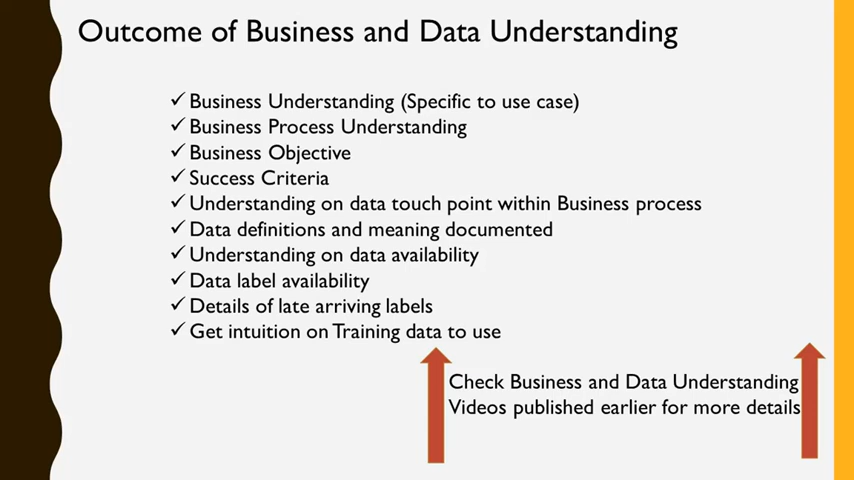 Outcome of Business and Data Understanding
✓ Business Understanding (Specific to use case)
✓ Business Process Understanding
✓ Business Objective
✓ Success Criteria
✓ Understanding on data touch point within Business process
✓ Data definitions and meaning documented
✓ Understanding on data availability
✓ Data label availability
✓ Details of late arriving labels
✓ Get intuition on Training data to use
Check Business and Data Understanding
Videos published earlier for more details